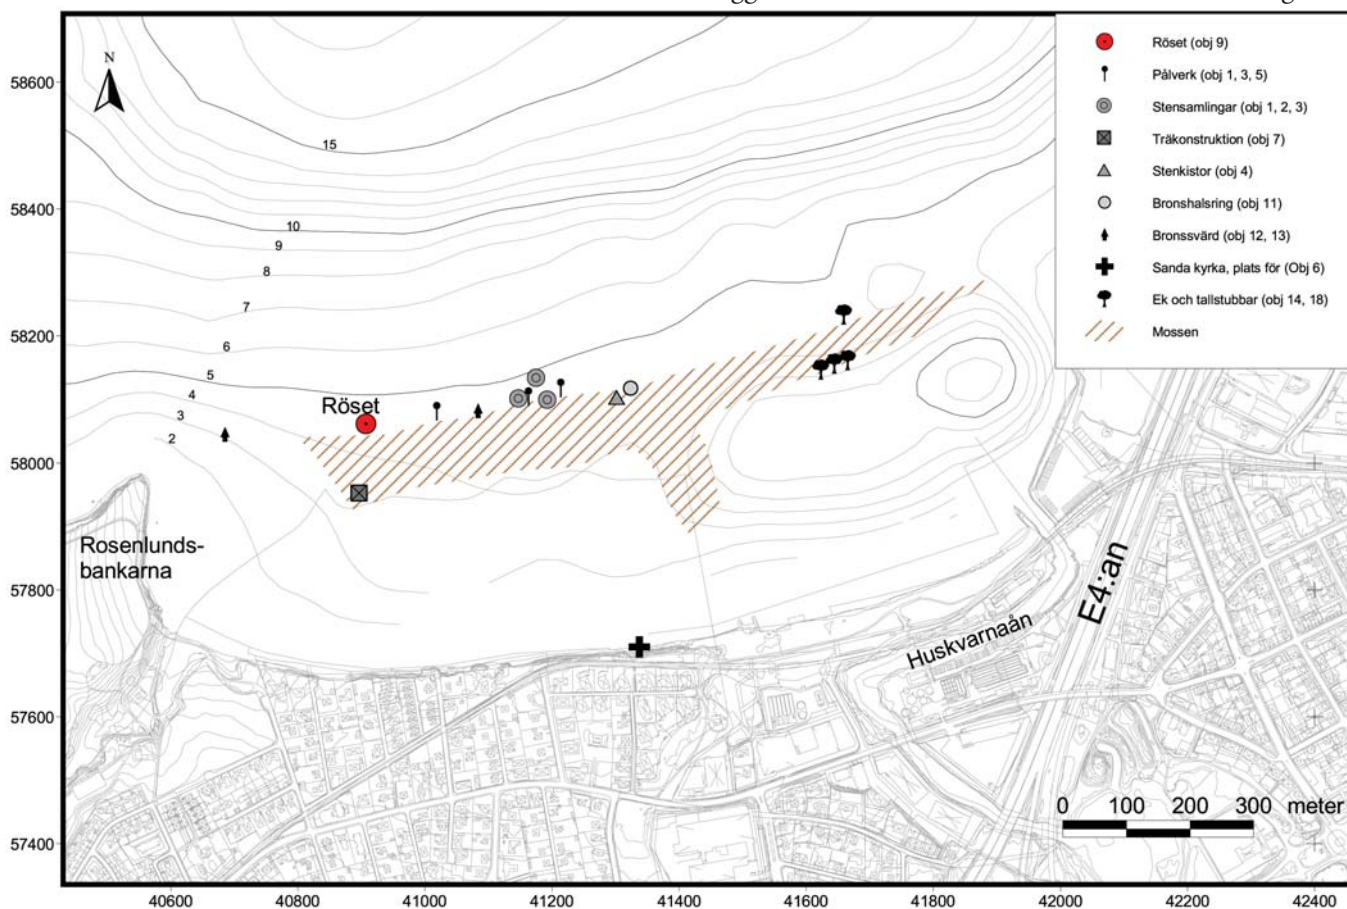 Röset (obj 9)
Pålverk (obj 1, 3, 5)
Stensamlingar (obj 1, 2, 3)
Träkonstruktion (obj 7)
Stenkistor (obj 4)
Bronshalsring (obj 11)
Bronssvärd (obj 12, 13)
Sanda kyrka, plats för (Obj 6)
Ek och tallstubbar (obj 14, 18)
Mossen
N
58600
58400
58200
58000
57800
57600
57400
15
10
9
8
7
6
5
4
3
2
Röset
Rosenlunds-
bankarna
E4:an
Huskvarnaån
0 100 200 300 meter
40600 40800 41000 41200 41400 41600 41800 42000 42200 42400